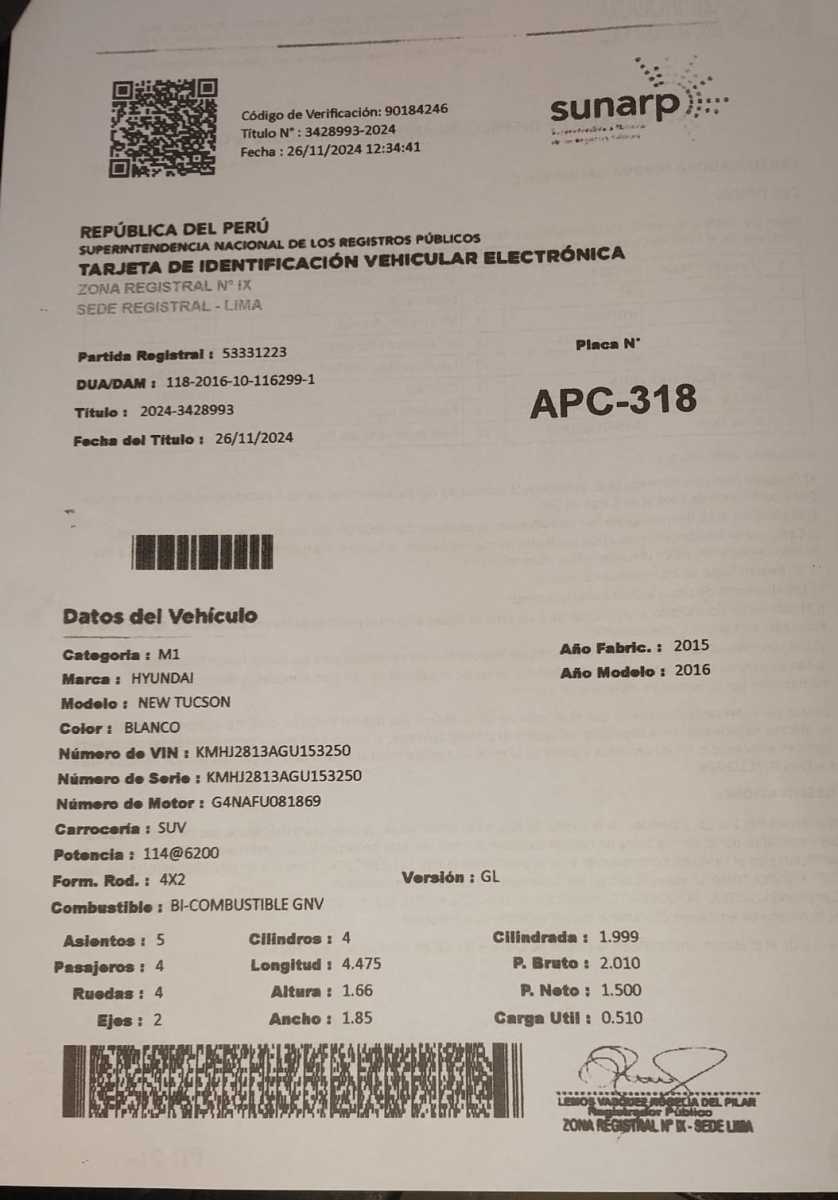 Código de Verificación: 90184246
Título N° : 3428993-2024
Fecha : 26/11/2024 12:34:41
sunarp
REPÚBLICA DEL PERÚ
SUPERINTENDENCIA NACIONAL DE LOS REGISTROS PÚBLICOS
TARJETA DE IDENTIFICACIÓN VEHICULAR ELECTRÓNICA
ZONA REGISTRAL N° IX
SEDE REGISTRAL - LIMA
Partida Registral : 53331223
Placa N°
DUA/DAM : 118-2016-10-116299-1
Título : 2024-3428993
APC-318
Fecha del Título : 26/11/2024
Datos del Vehículo
Categoría : M1
Año Fabric. : 2015
Marca : HYUNDAI
Año Modelo : 2016
Modelo : NEW TUCSON
Color : BLANCO
Número de VIN : KMHJ2813AGU153250
Número de Serie : KMHJ2813AGU153250
Número de Motor : G4NAFU081869
Carrocería : SUV
Potencia : 114@6200
Form. Rod. : 4X2 Versión : GL
Combustible : BI-COMBUSTIBLE GNV
Asientos : 5 Cilindros : 4 Cilindrada : 1.999
Pasajeros : 4 Longitud : 4.475 P. Bruto : 2.010
Ruedas : 4 Altura : 1.66 P. Neto : 1.500
Ejes : 2 Ancho : 1.85 Carga Util : 0.510
LEMOS VASQUEZ ROGELIA DEL PILAR
Registrador Público
ZONA REGISTRAL N° IX - SEDE LIMA